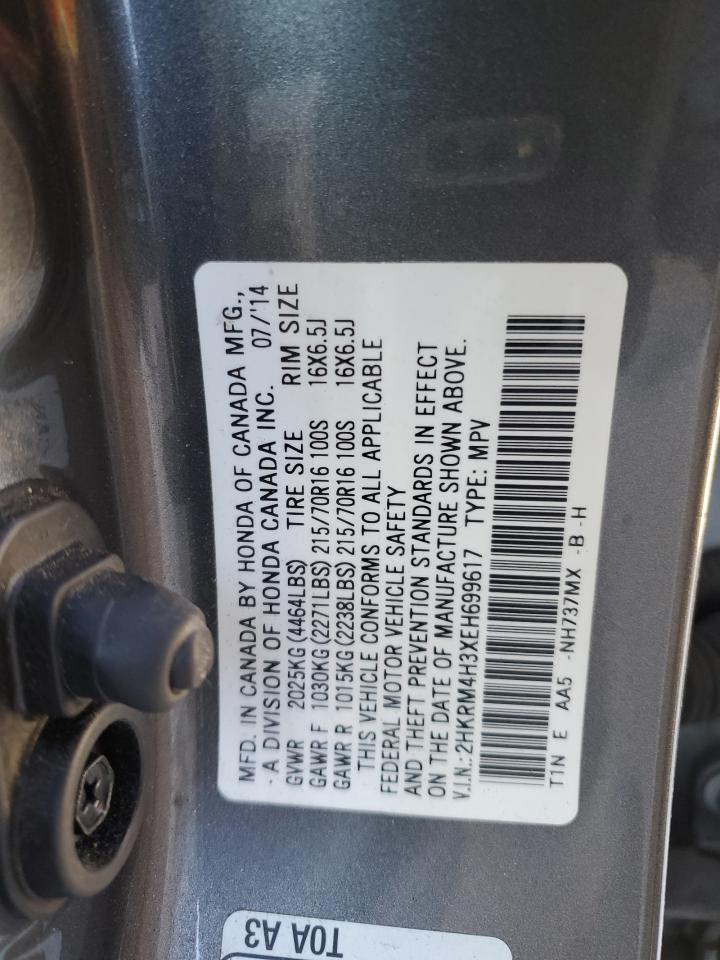 MFD. IN CANADA BY HONDA OF CANADA MFG.,
- A DIVISION OF HONDA CANADA INC. 07/'14
GVWR 2025KG(4464LBS) TIRE SIZE RIM SIZE
GAWR F 1030KG(2271LBS) 215/70R16 100S 16X6.5J
GAWR R 1015KG(2238LBS) 215/70R16 100S 16X6.5J
THIS VEHICLE CONFORMS TO ALL APPLICABLE
FEDERAL MOTOR VEHICLE SAFETY
AND THEFT PREVENTION STANDARDS IN EFFECT
ON THE DATE OF MANUFACTURE SHOWN ABOVE.
V.I.N.:2HKRM4H3XEH699617 TYPE: MPV
T1N E AA5 -NH737MX -B -H
TOA A3